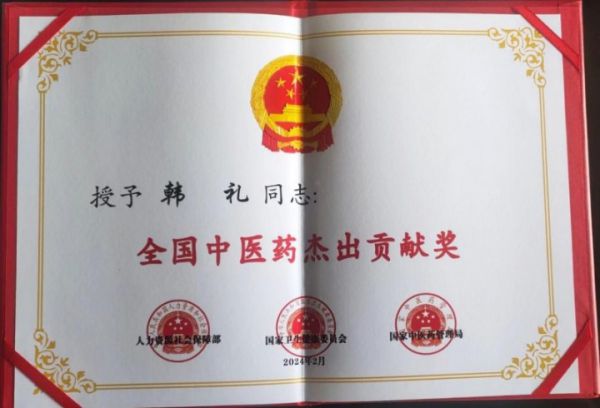 授予 韩 礼 同志:
全国中医药杰出贡献奖
人力资源社会保障部 国家卫生健康委员会 国家中医药管理局
2024年2月